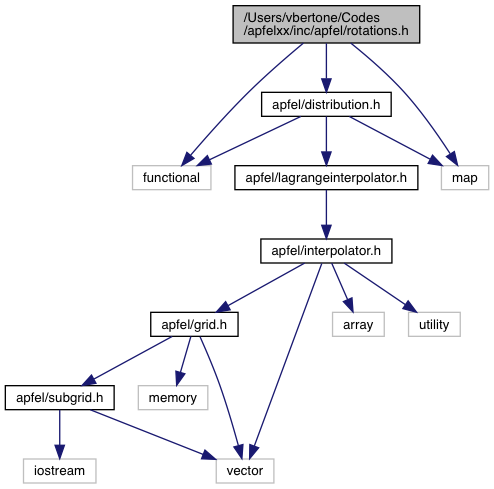 /Users/vbertone/Codes
/apfelxx/inc/apfel/rotations.h
apfel/distribution.h
functional
apfel/lagrangeinterpolator.h
map
apfel/interpolator.h
apfel/grid.h
array
utility
apfel/subgrid.h
memory
iostream
vector